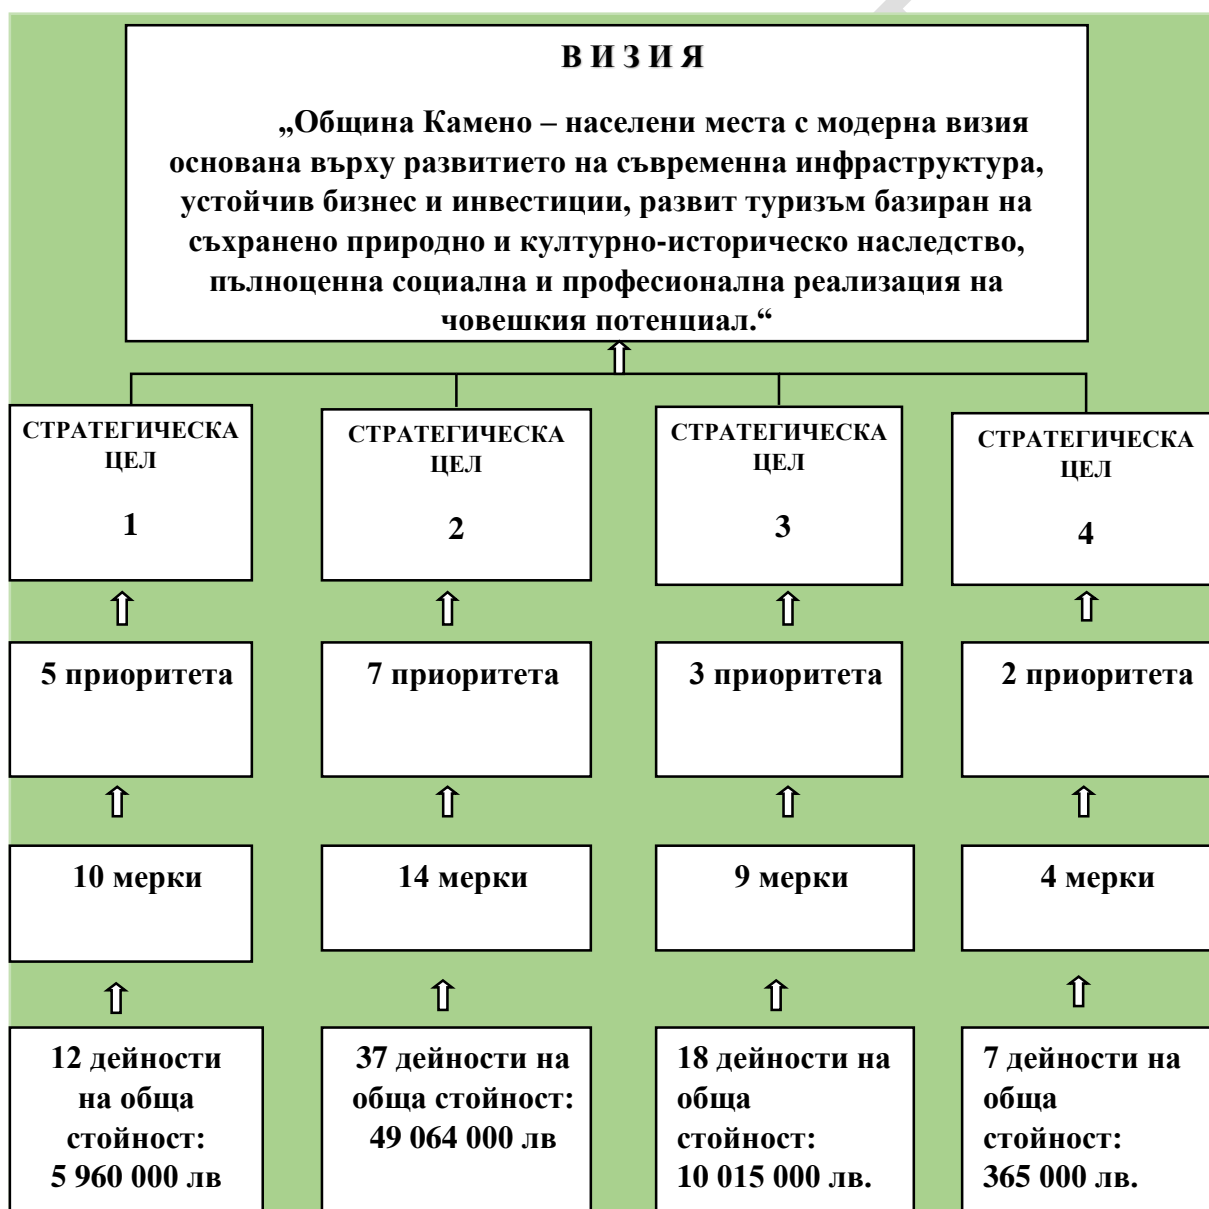 В И З И Я
„Община Камено – населени места с модерна визия
основана върху развитието на съвременна инфраструктура,
устойчив бизнес и инвестиции, развит туризъм базиран на
съхранено природно и културно-историческо наследство,
пълноценна социална и професионална реализация на
човешкия потенциал.“
СТРАТЕГИЧЕСКА
ЦЕЛ
1
СТРАТЕГИЧЕСКА
ЦЕЛ
2
СТРАТЕГИЧЕСКА
ЦЕЛ
3
СТРАТЕГИЧЕСКА
ЦЕЛ
4
5 приоритета
7 приоритета
3 приоритета
2 приоритета
10 мерки
14 мерки
9 мерки
4 мерки
12 дейности
на обща
стойност:
5 960 000 лв
37 дейности на
обща стойност:
49 064 000 лв
18 дейности на
обща
стойност:
10 015 000 лв.
7 дейности на
обща
стойност:
365 000 лв.